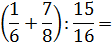 (1/6 + 7/8) : 15/16 =